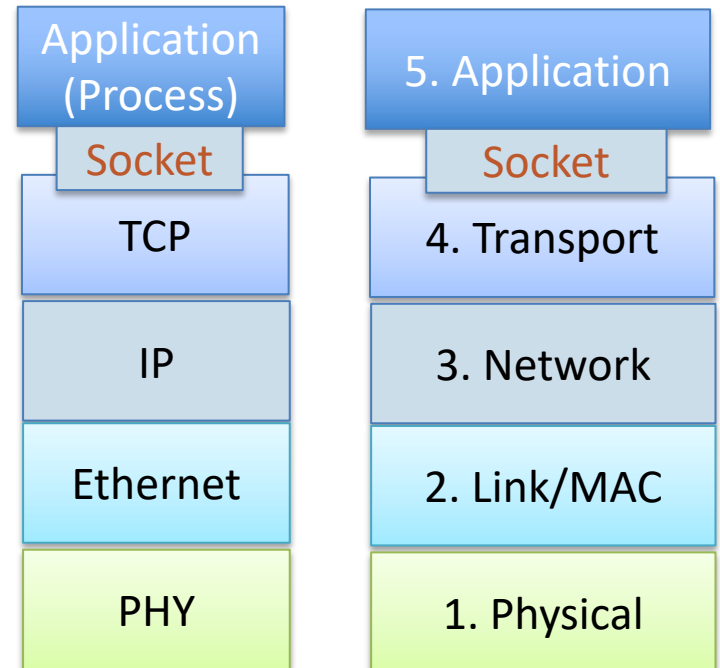 Application
(Process)
Socket
TCP
IP
Ethernet
PHY
5. Application
Socket
4. Transport
3. Network
2. Link/MAC
1. Physical